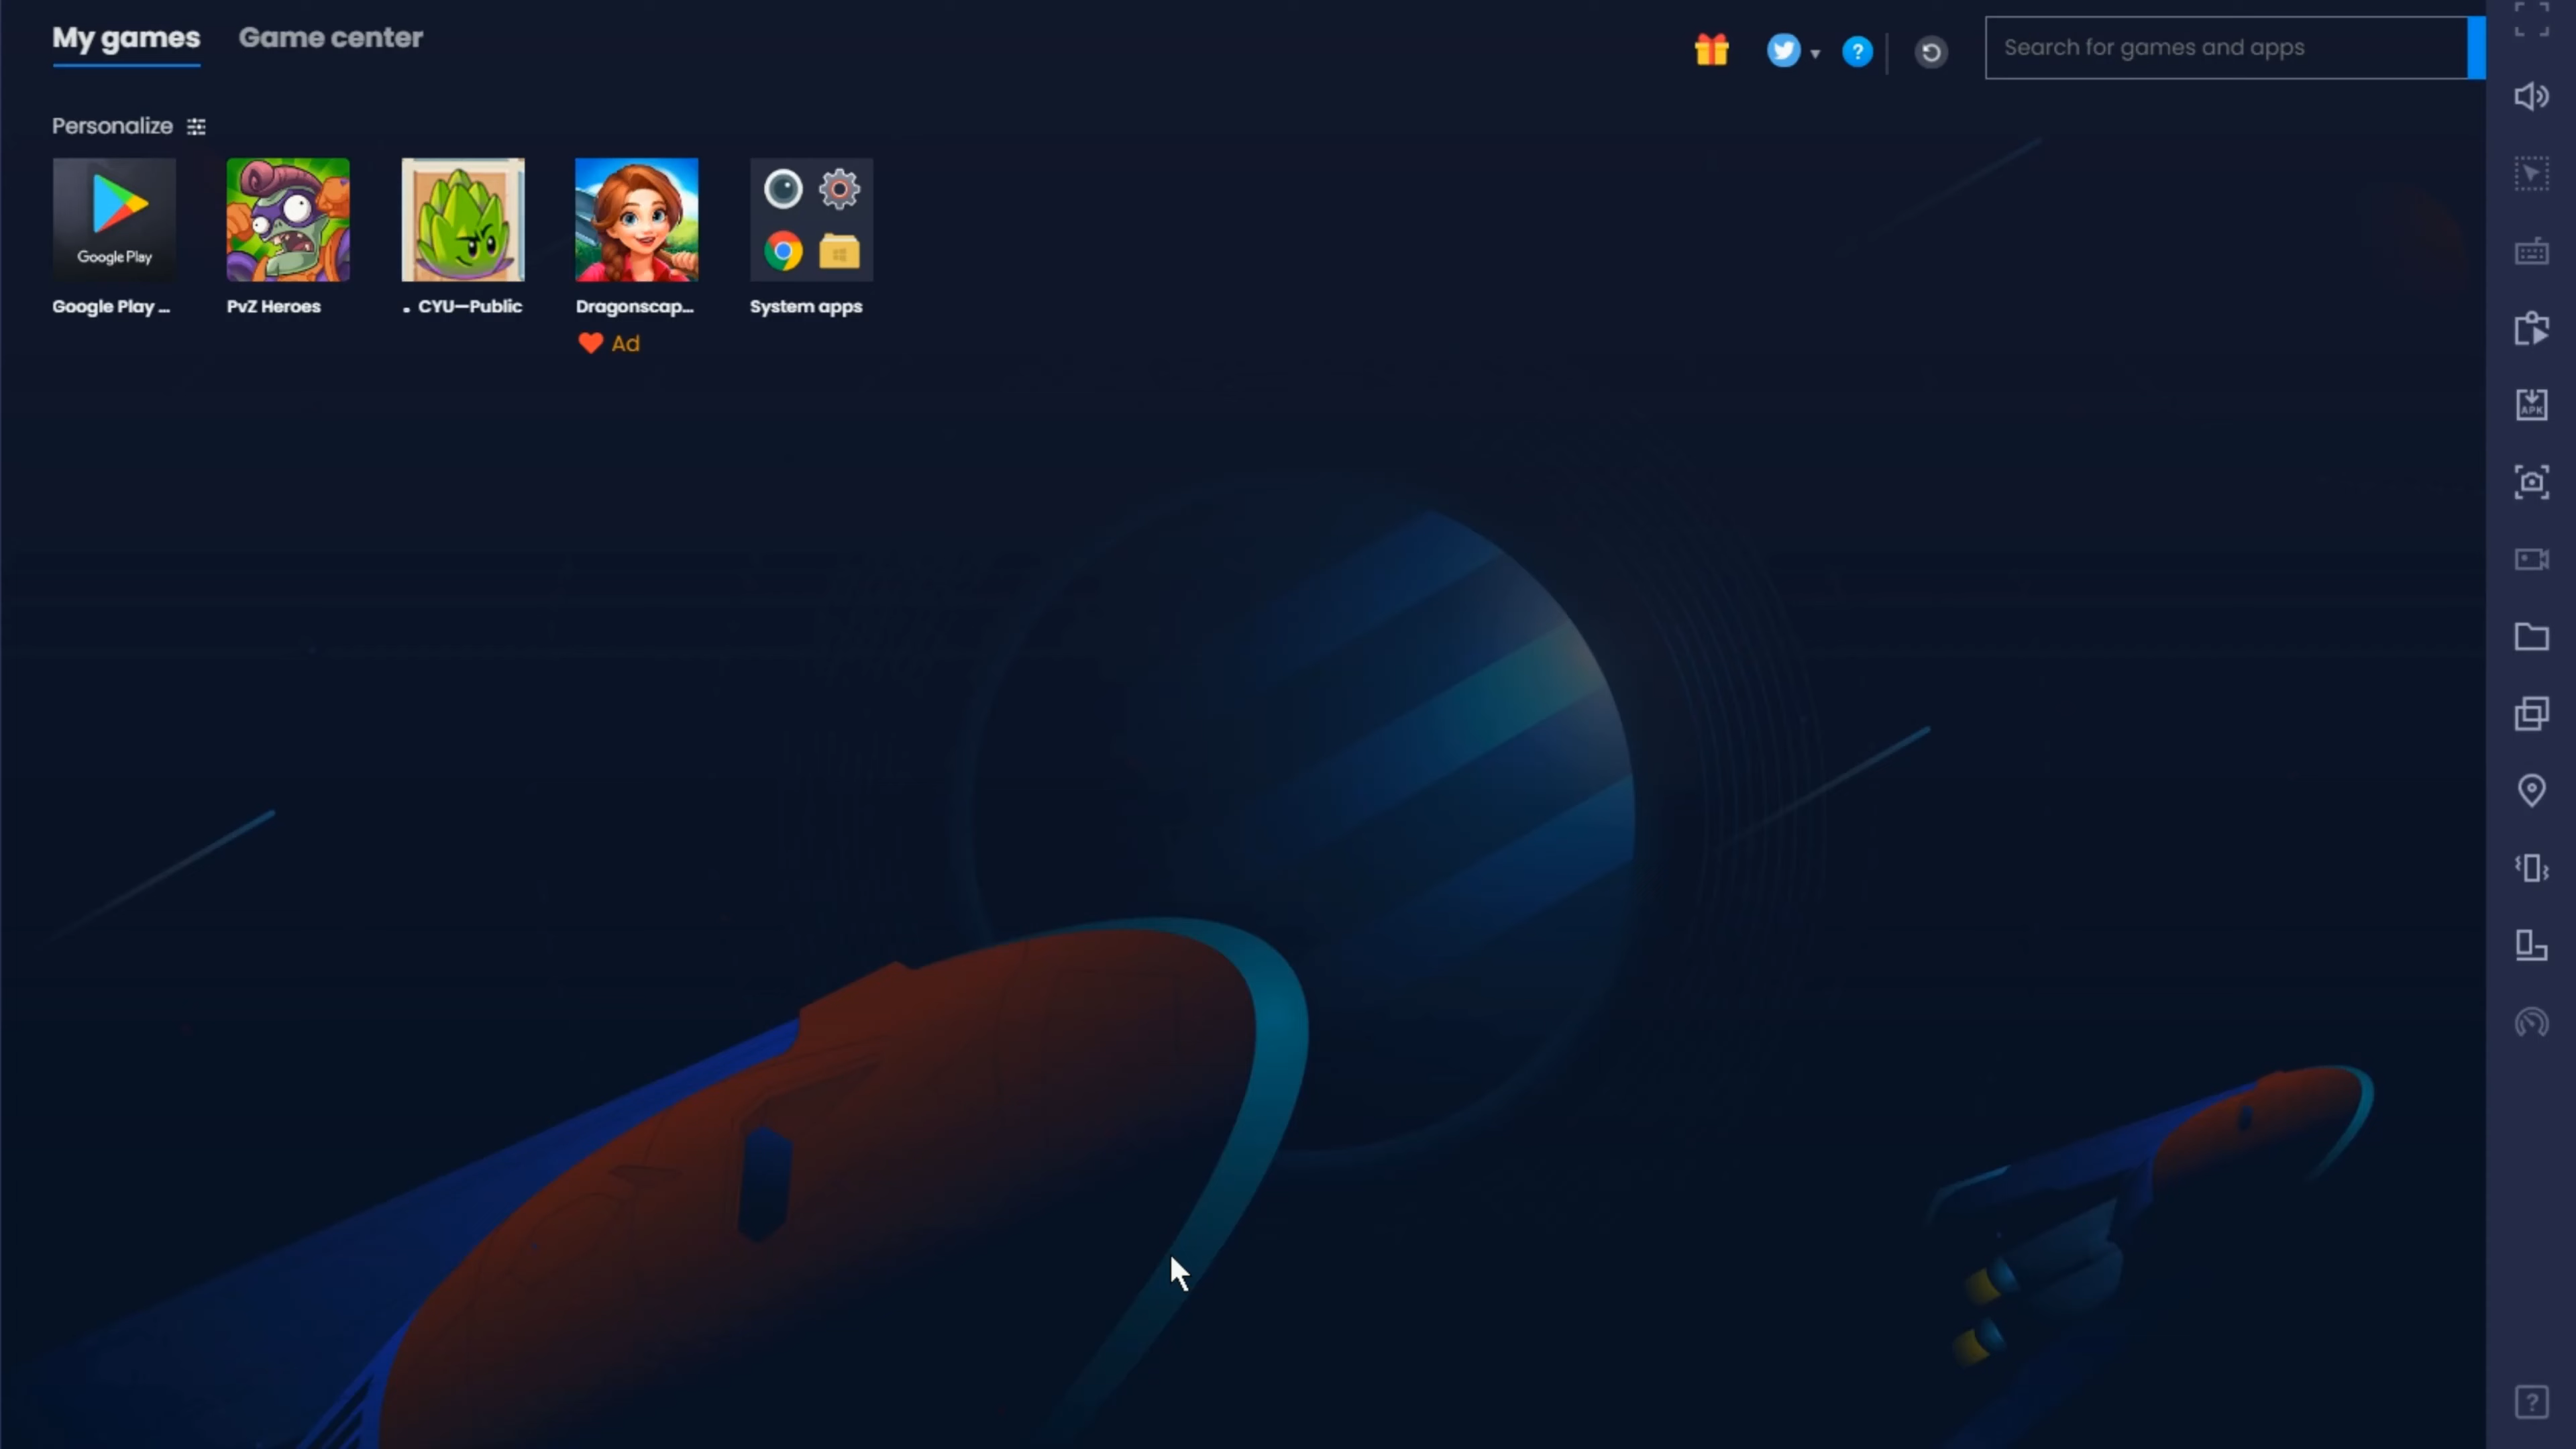 My games Game center
Search for games and apps
Personalize
Google Play
Google Play ... PvZ Heroes . CYU—Public Dragonscap... System apps
Ad
APK